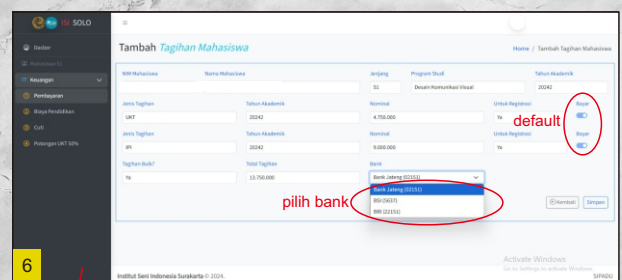 ISI SOLO
Dasbor
Mahasiswa S1
Keuangan
Pembayaran
Biaya Pendidikan
Cuti
Potongan UKT 50%
Tambah Tagihan Mahasiswa
Home / Tambah Tagihan Mahasiswa
NIM Mahasiswa Nama Mahasiswa Jenjang Program Studi Tahun Akademik
S1 Desain Komunikasi Visual 20242
Jenis Tagihan Tahun Akademik Nominal Untuk Registrasi Bayar
UKT 20242 4.750.000 Ya
default
Jenis Tagihan Tahun Akademik Nominal Untuk Registrasi Bayar
IPI 20242 9.000.000 Ya
Tagihan Baik? Total Tagihan Bank
Ya 13.750.000 Bank Jateng (02151)
Bank Jateng (02151)
pilih bank
BSI (5637)
BRI (22151)
Kembali Simpan
Activate Windows
Go to Settings to activate Windows.
6
Institut Seni Indonesia Surakarta © 2024.
SIPADU